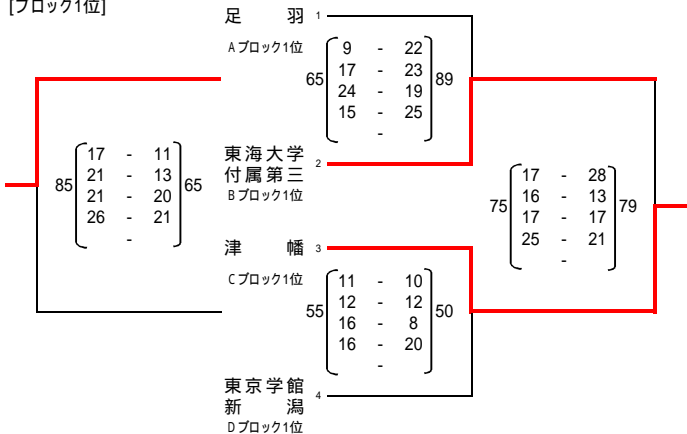 [ブロック1位]
足 羽 1
Aブロック1位
65 9 - 22 89
17 - 23
24 - 19
15 - 25
-
東海大学
付属第三 2
Bブロック1位
85 17 - 11 65
21 - 13
21 - 20
26 - 21
-
75 17 - 28 79
16 - 13
17 - 17
25 - 21
-
津 幡 3
Cブロック1位
55 11 - 10 50
12 - 12
16 - 8
16 - 20
-
東京学館
新 潟 4
Dブロック1位